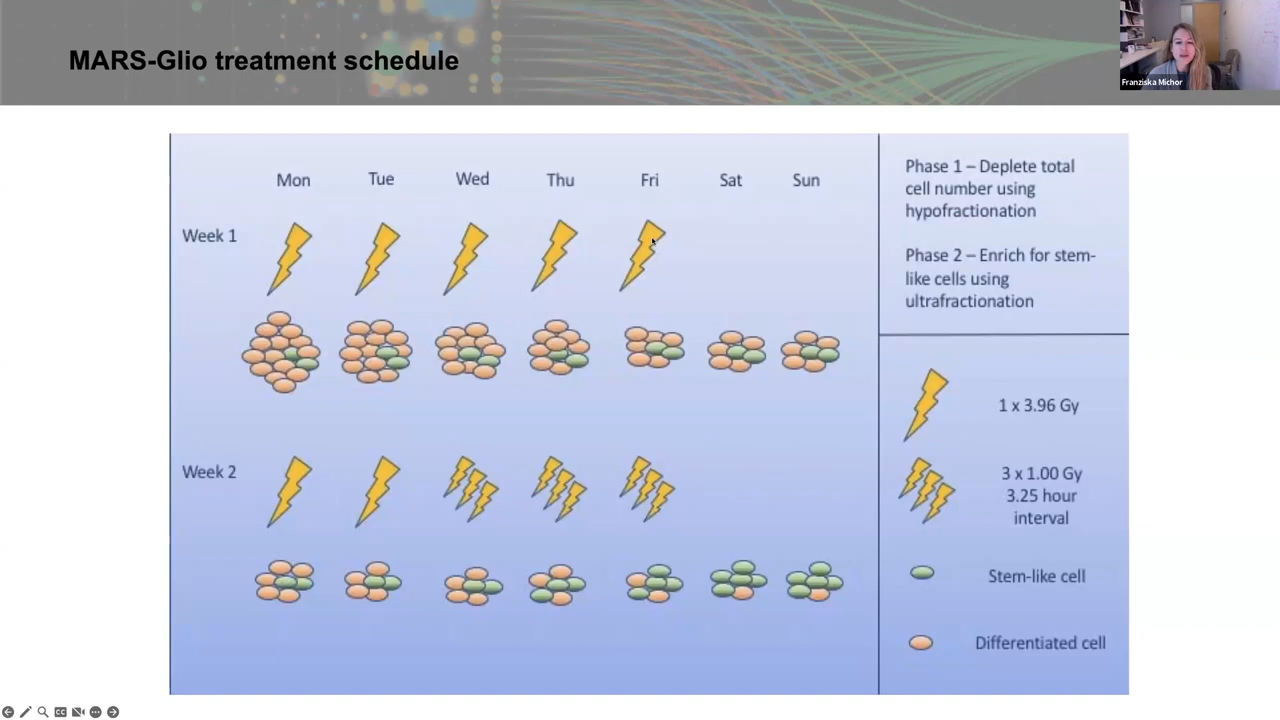 MARS-Glio treatment schedule
Franziska Michor
Mon Tue Wed Thu Fri Sat Sun
Week 1
Week 2
Phase 1 – Deplete total
cell number using
hypofractionation
Phase 2 – Enrich for stem-
like cells using
ultrafractionation
1 x 3.96 Gy
3 x 1.00 Gy
3.25 hour
interval
Stem-like cell
Differentiated cell